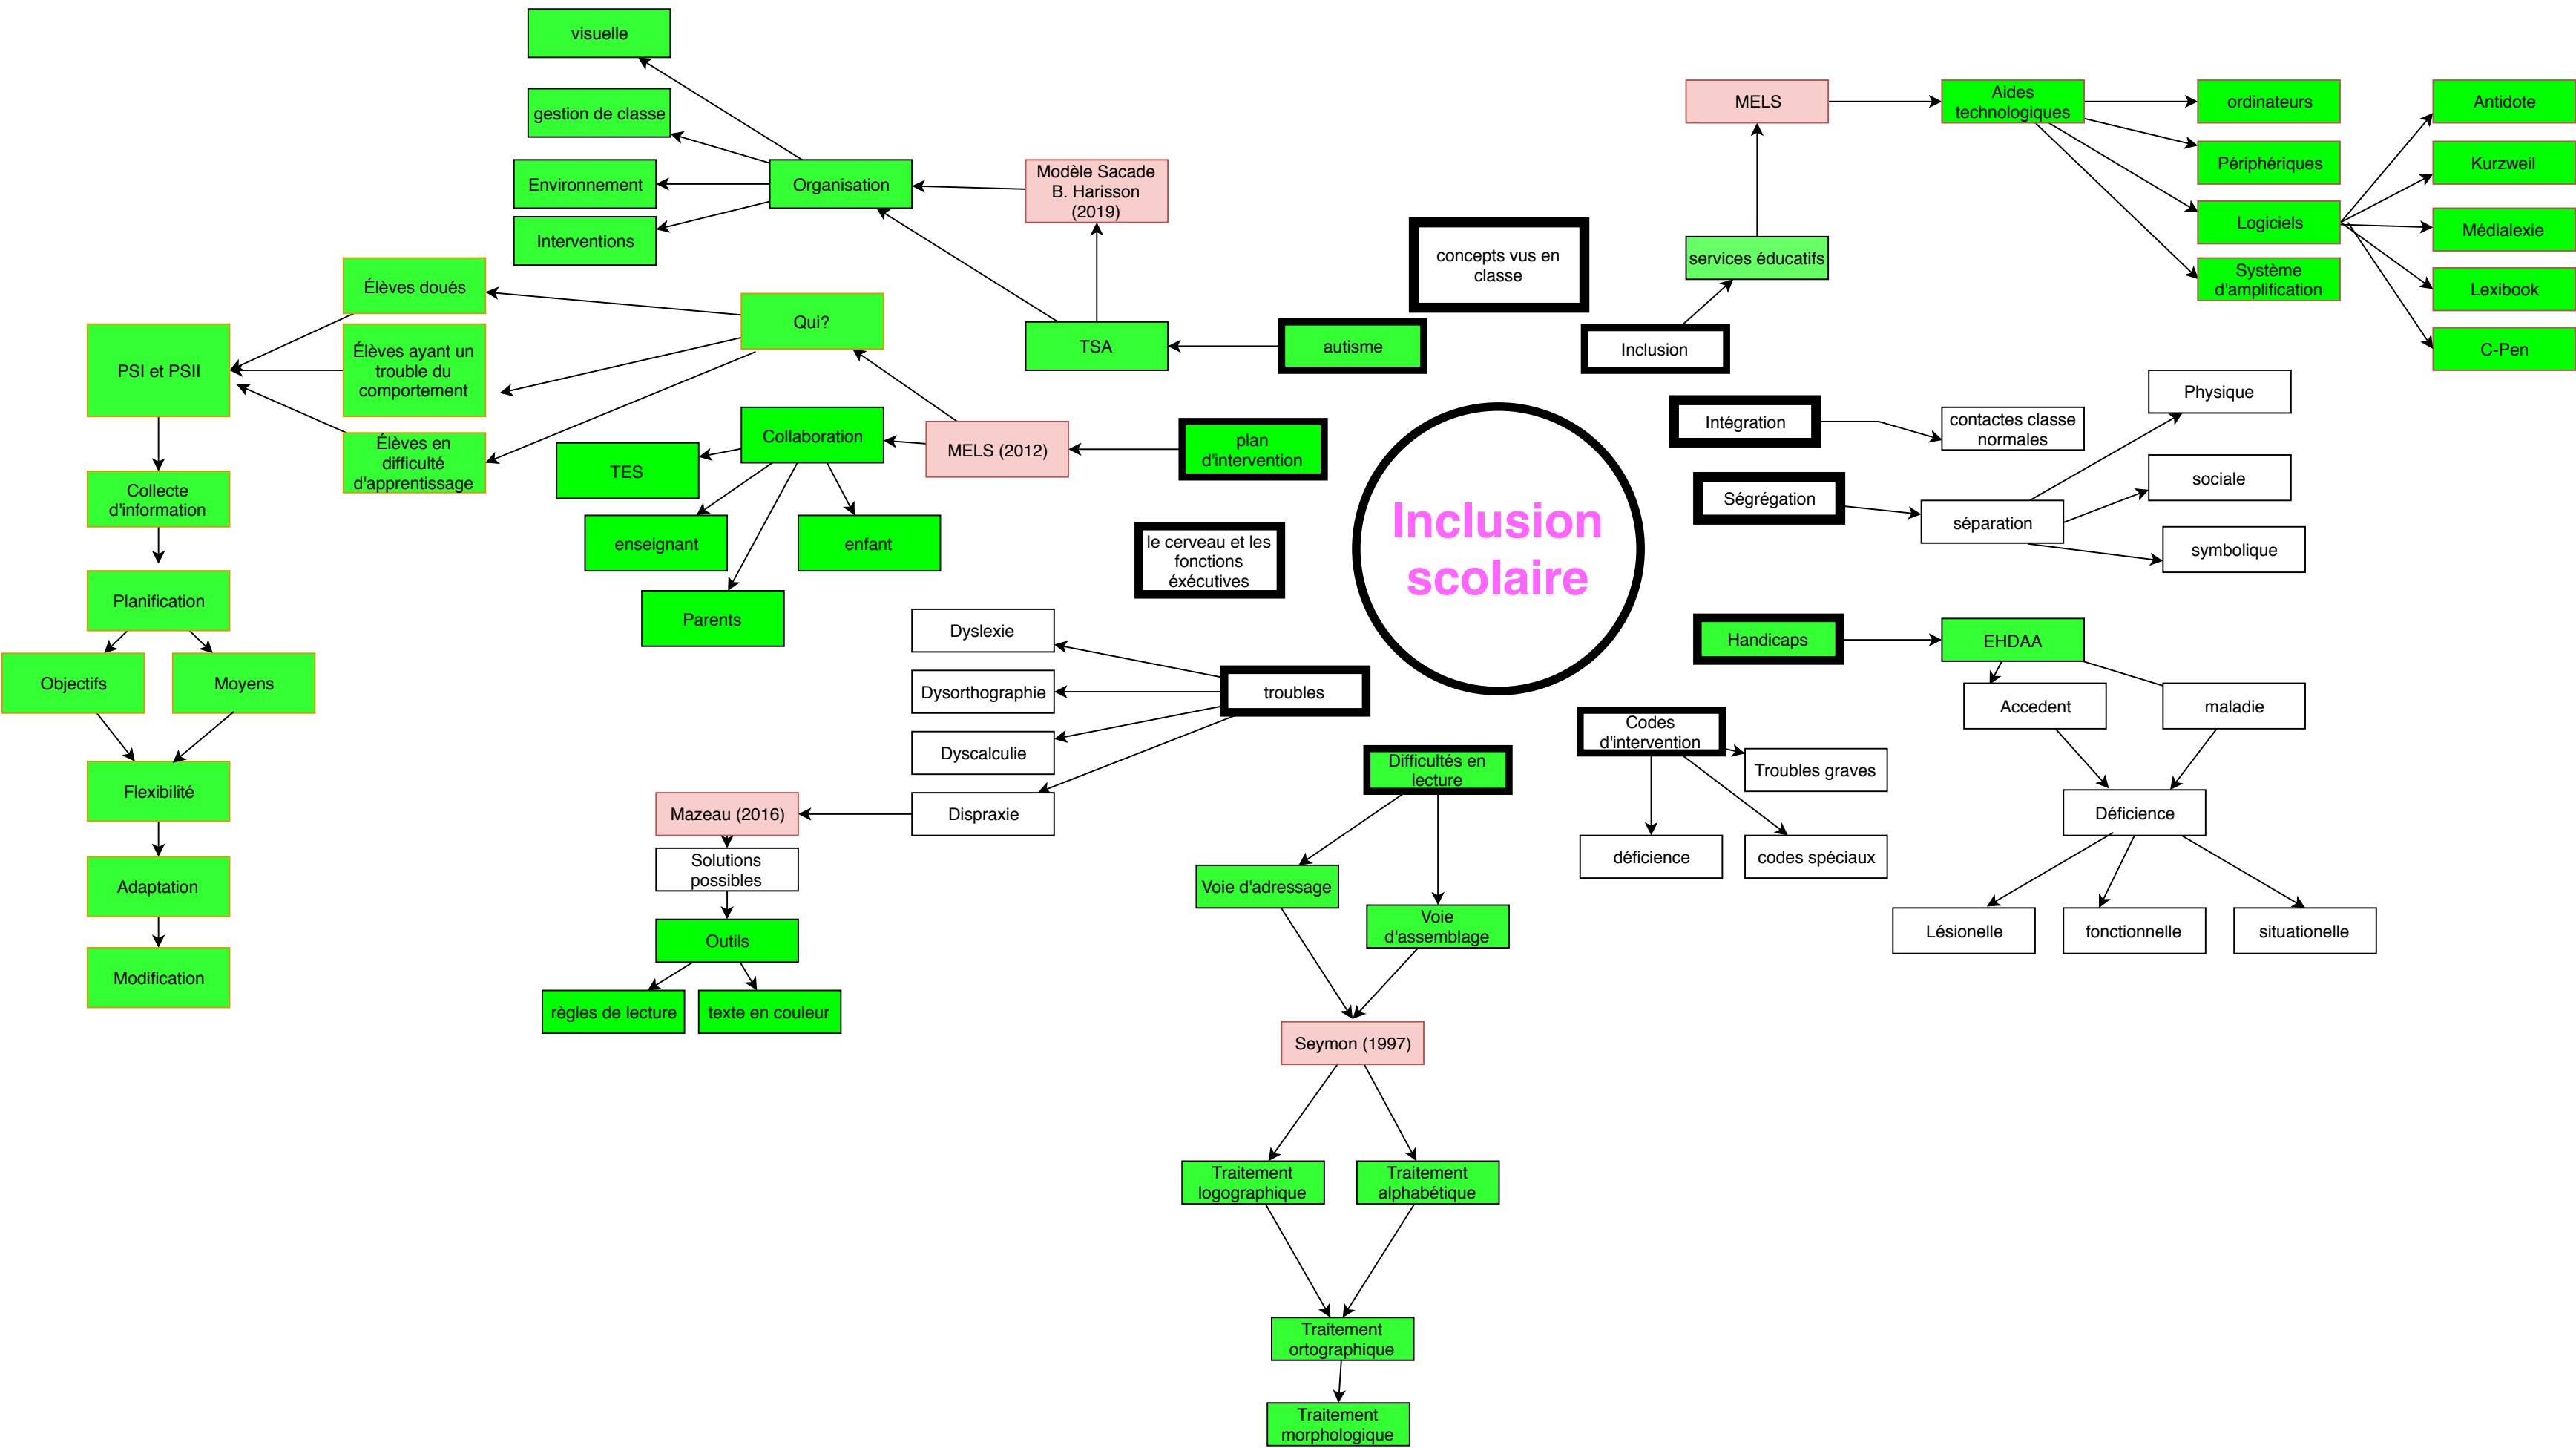 visuelle
gestion de classe
Environnement
Interventions
Organisation
Modèle Sacade
B. Harisson
(2019)
TSA
autisme
concepts vus en
classe
MELS
services éducatifs
Inclusion
Aides
technologiques
ordinateurs
Périphériques
Logiciels
Système
d'amplification
Antidote
Kurzweil
Médialexie
Lexibook
C-Pen
Élèves doués
Élèves ayant un
trouble du
comportement
Élèves en
difficulté
d'apprentissage
Qui?
PSI et PSII
Collecte
d'information
Planification
Objectifs
Moyens
Flexibilité
Adaptation
Modification
Collaboration
MELS (2012)
plan
d'intervention
TES
enseignant
enfant
Parents
le cerveau et les
fonctions
éxécutives
Inclusion
scolaire
Intégration
contactes classe
normales
Ségrégation
séparation
Physique
sociale
symbolique
Handicaps
EHDAA
Accedent
maladie
Déficience
Lésionelle
fonctionnelle
situationelle
Codes
d'intervention
Troubles graves
déficience
codes spéciaux
troubles
Dyslexie
Dysorthographie
Dyscalculie
Dispraxie
Mazeau (2016)
Solutions
possibles
Outils
règles de lecture
texte en couleur
Difficultés en
lecture
Voie d'adressage
Voie
d'assemblage
Seymon (1997)
Traitement
logographique
Traitement
alphabétique
Traitement
ortographique
Traitement
morphologique